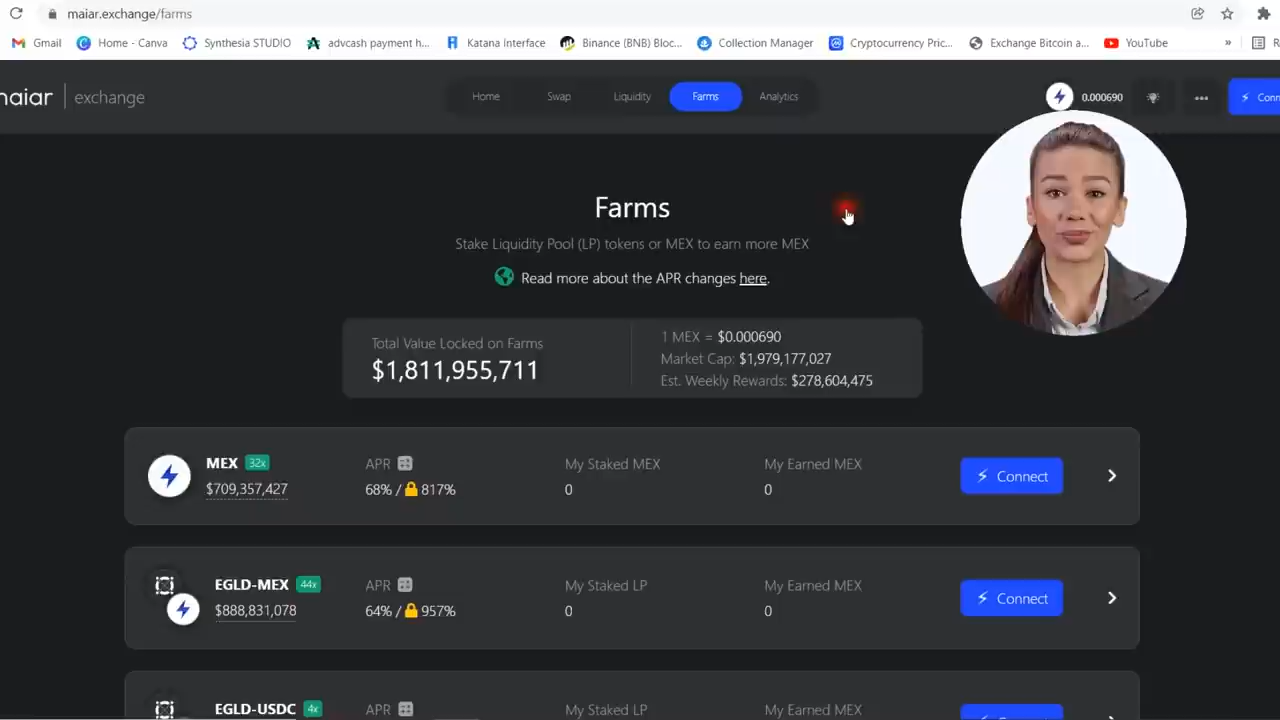 maiar.exchange/farms
Gmail
Home - Canva
Synthesia STUDIO
advcash payment h...
Katana Interface
Binance (BNB) Bloc...
Collection Manager
Cryptocurrency Pric...
Exchange Bitcoin a...
YouTube
»
maiar | exchange
Home
Swap
Liquidity
Farms
Analytics
0.000690
Conn
Farms
Stake Liquidity Pool (LP) tokens or MEX to earn more MEX
Read more about the APR changes here.
Total Value Locked on Farms
$1,811,955,711
1 MEX = $0.000690
Market Cap: $1,979,177,027
Est. Weekly Rewards: $278,604,475
MEX 32x
$709,357,427
APR
68% / 817%
My Staked MEX
0
My Earned MEX
0
Connect
EGLD-MEX 44x
$888,831,078
APR
64% / 957%
My Staked LP
0
My Earned MEX
0
Connect
EGLD-USDC 4x
APR
My Staked LP
My Earned MEX